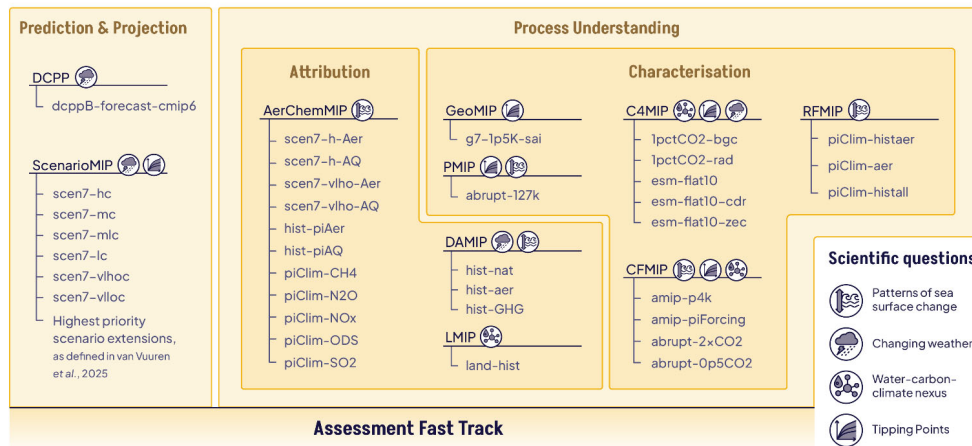 Prediction & Projection
DCPP
dcppB-forecast-cmip6
ScenarioMIP
scen7-hc
scen7-mc
scen7-mlc
scen7-lc
scen7-vlhoc
scen7-vlloc
Highest priority
scenario extensions,
as defined in van Vuuren
et al., 2025
Process Understanding
Attribution
AerChemMIP
scen7-h-Aer
scen7-h-AQ
scen7-vlho-Aer
scen7-vlho-AQ
hist-piAer
hist-piAQ
piClim-CH4
piClim-N2O
piClim-NOx
piClim-ODS
piClim-SO2
DAMIP
hist-nat
hist-aer
hist-GHG
LMIP
land-hist
Characterisation
GeoMIP
g7-1p5K-sai
PMIP
abrupt-127k
C4MIP
1pctCO2-bgc
1pctCO2-rad
esm-flat10
esm-flat10-cdr
esm-flat10-zec
CFMIP
amip-p4k
amip-piForcing
abrupt-2xCO2
abrupt-0p5CO2
RFMIP
piClim-histaer
piClim-aer
piClim-histall
Scientific questions
Patterns of sea
surface change
Changing weather
Water-carbon-
climate nexus
Tipping Points
Assessment Fast Track